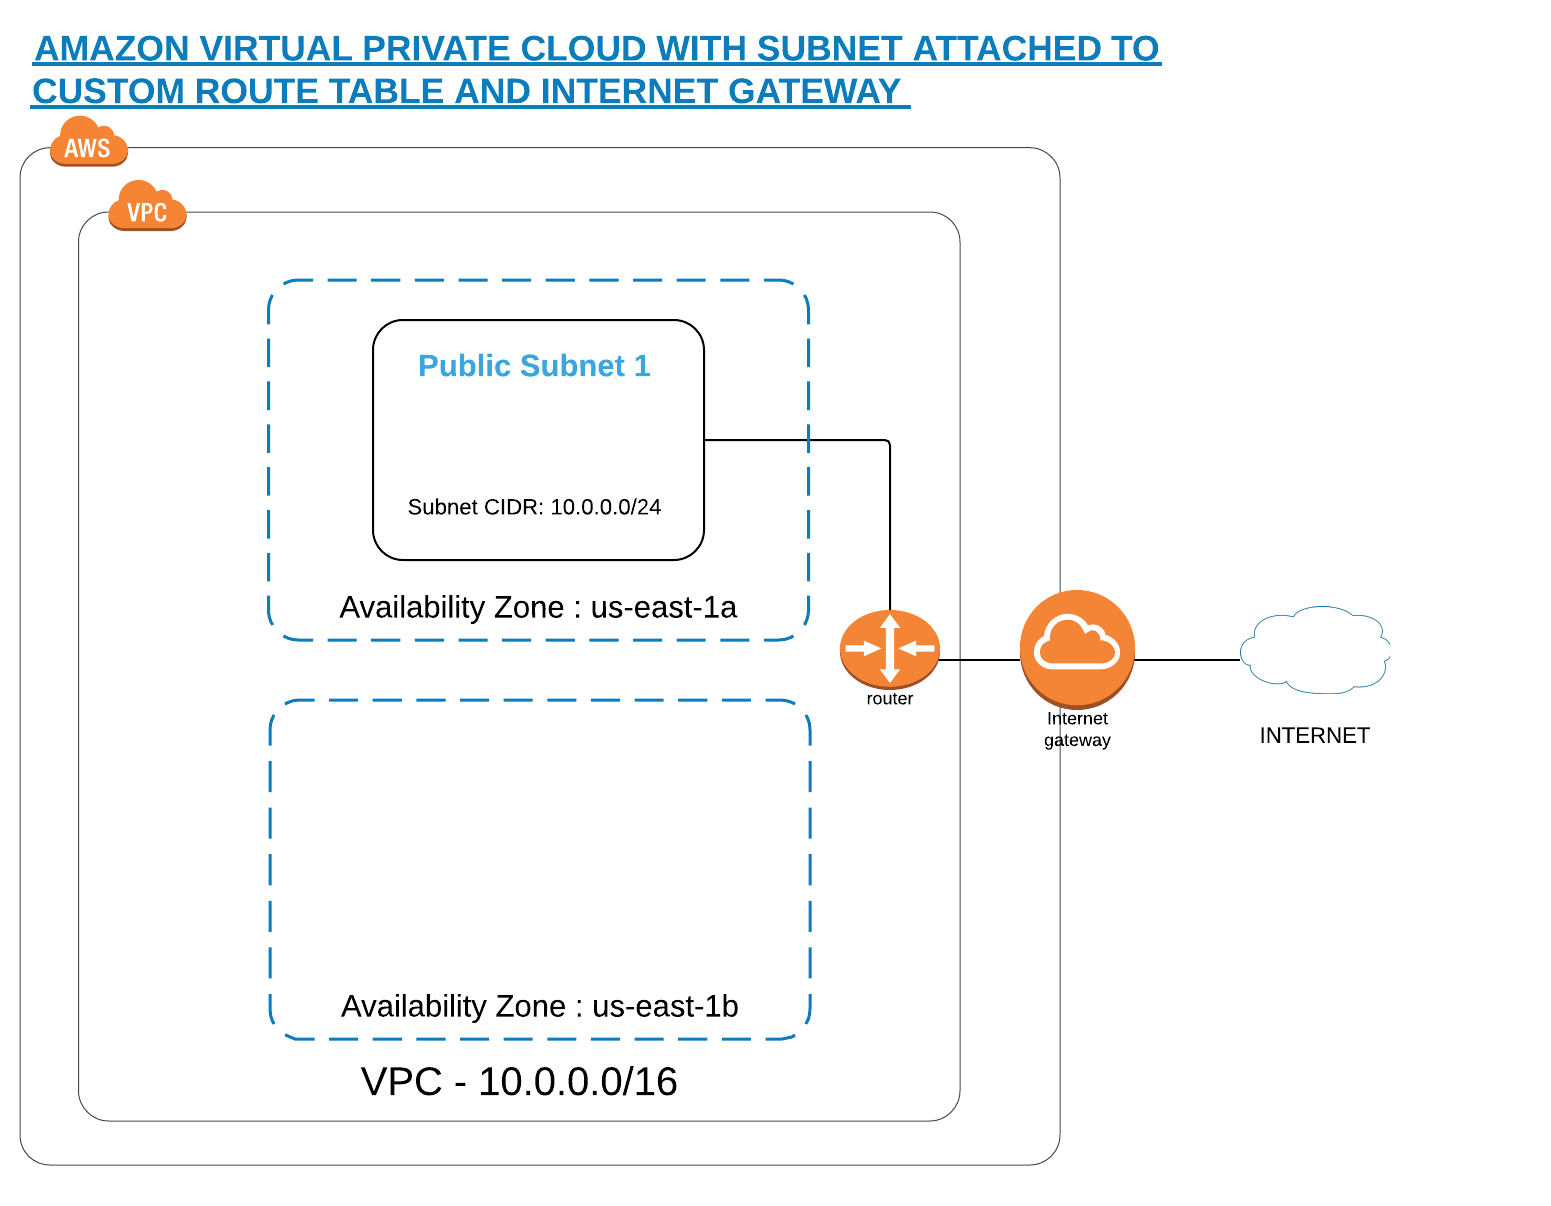 AMAZON VIRTUAL PRIVATE CLOUD WITH SUBNET ATTACHED TO
CUSTOM ROUTE TABLE AND INTERNET GATEWAY
AWS
VPC
Public Subnet 1
Subnet CIDR: 10.0.0.0/24
Availability Zone : us-east-1a
router
Internet
gateway
INTERNET
Availability Zone : us-east-1b
VPC - 10.0.0.0/16